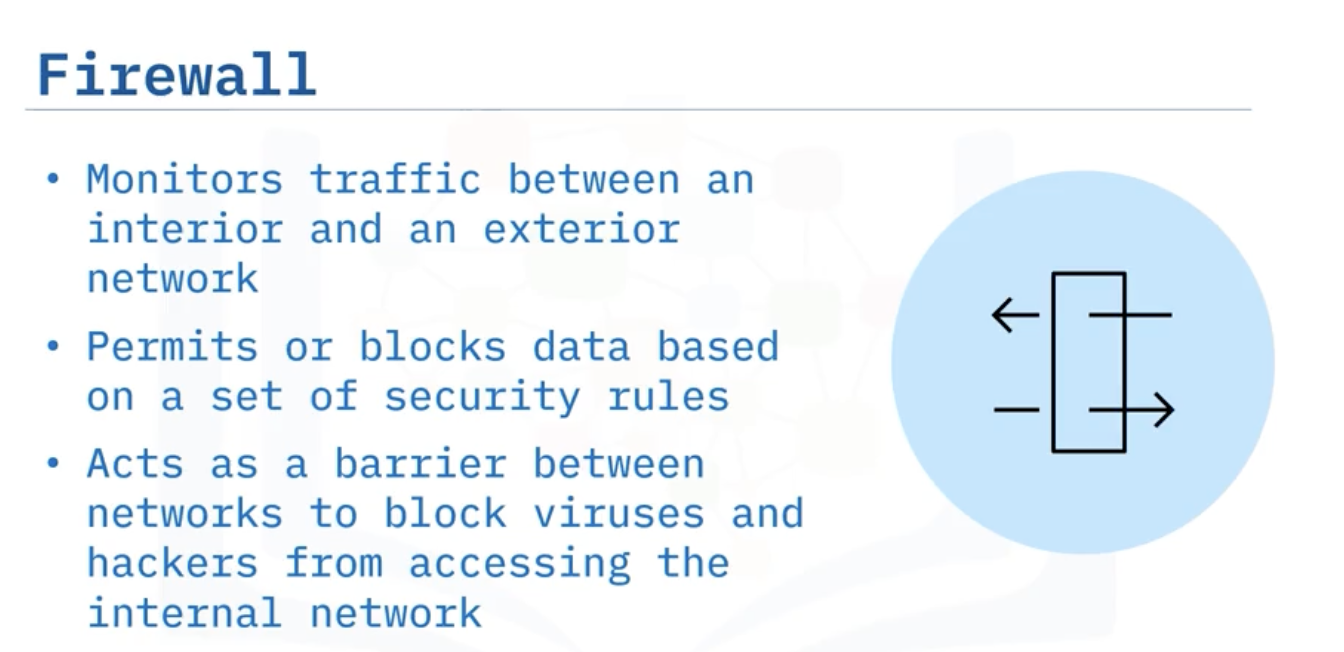 Firewall
• Monitors traffic between an
interior and an exterior
network
• Permits or blocks data based
on a set of security rules
• Acts as a barrier between
networks to block viruses and
hackers from accessing the
internal network